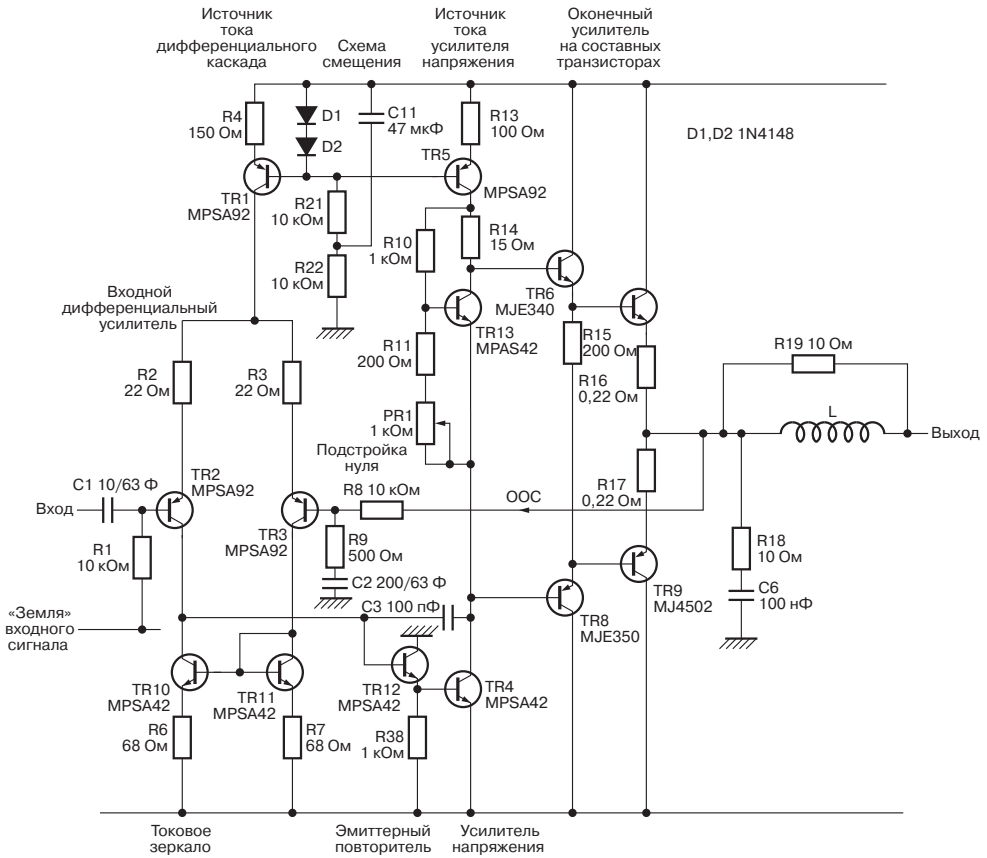 Источник
тока
дифференциального
каскада
Схема
смещения
Источник
тока
усилителя
напряжения
Оконечный
усилитель
на составных
транзисторах
R4
150 Ом
D1
D2
C11
47 мкФ
R13
100 Ом
D1,D2 1N4148
TR5
MPSA92
TR1
MPSA92
R21
10 кОм
R22
10 кОм
R10
1 кОм
R14
15 Ом
TR6
MJE340
Входной
дифференциальный
усилитель
TR13
MPAS42
R11
200 Ом
R15
200 Ом
R16
0,22 Ом
R19 10 Ом
L
Выход
R2
22 Ом
R3
22 Ом
PR1
1 кОм
Подстройка
нуля
R17
0,22 Ом
C1 10/63 Ф
Вход
TR2
MPSA92
R8 10 кОм
ООС
R1
10 кОм
TR3
MPSA92
R9
500 Ом
C2 200/63 Ф
R18
10 Ом
C6
100 нФ
TR9
MJ4502
C3 100 пФ
TR8
MJE350
«Земля»
входного
сигнала
TR10
MPSA42
TR11
MPSA42
TR12
MPSA42
TR4
MPSA42
R6
68 Ом
R7
68 Ом
R38
1 кОм
Токовое
зеркало
Эмиттерный
повторитель
Усилитель
напряжения